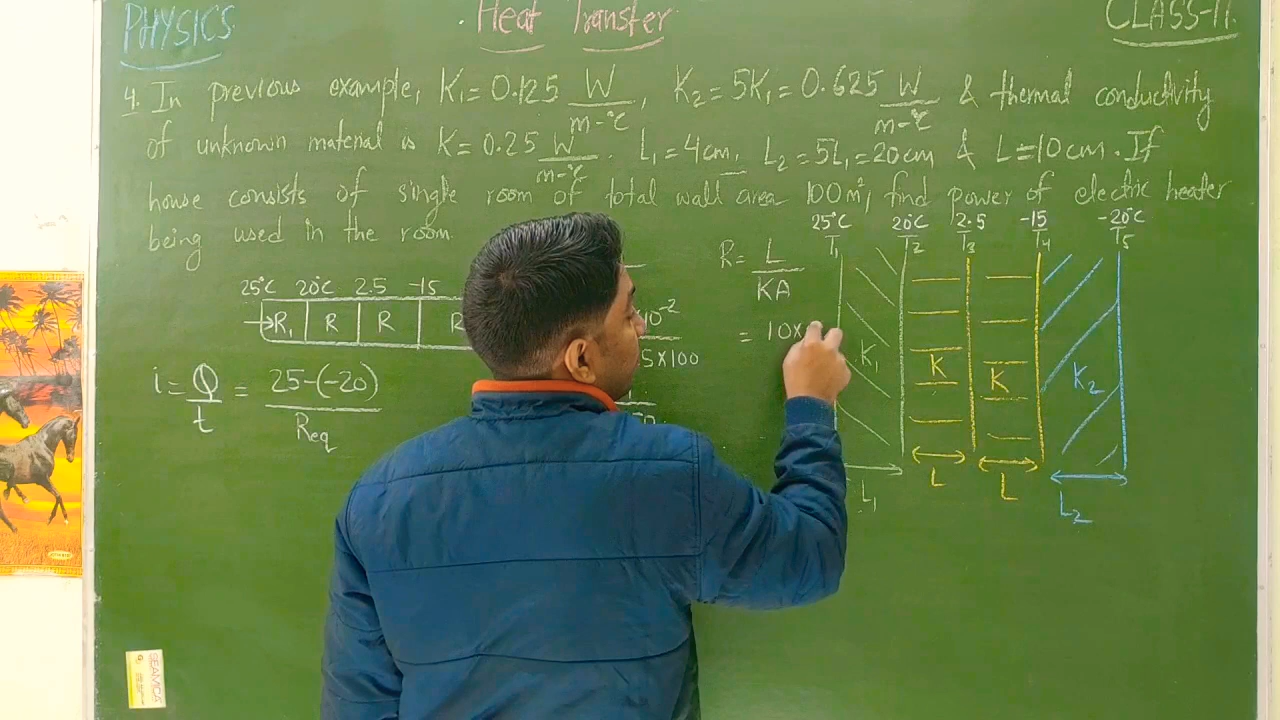 PHYSICS
Heat Transfer
CLASS-11.
4. In previous example, K₁ = 0.125 W/m-°C, K₂ = 5K₁ = 0.625 W/m-°C & thermal conductivity
of unknown material is K = 0.25 W/m-°C. L₁ = 4cm, L₂ = 5L₁ = 20cm & L = 10cm. If
house consists of single room of total wall area 100m², find power of electric heater
being used in the room
25°C 20°C 2.5 -15
R₁ R R
i = Q/t = 25-(-20)/Req
10⁻²
5×100
R = L/KA
= 10×
25°C 20°C 2.5 -15 -20°C
T₁ T₂ T₃ T₄ T₅
K₁ K K K₂
L₁ L L L₂